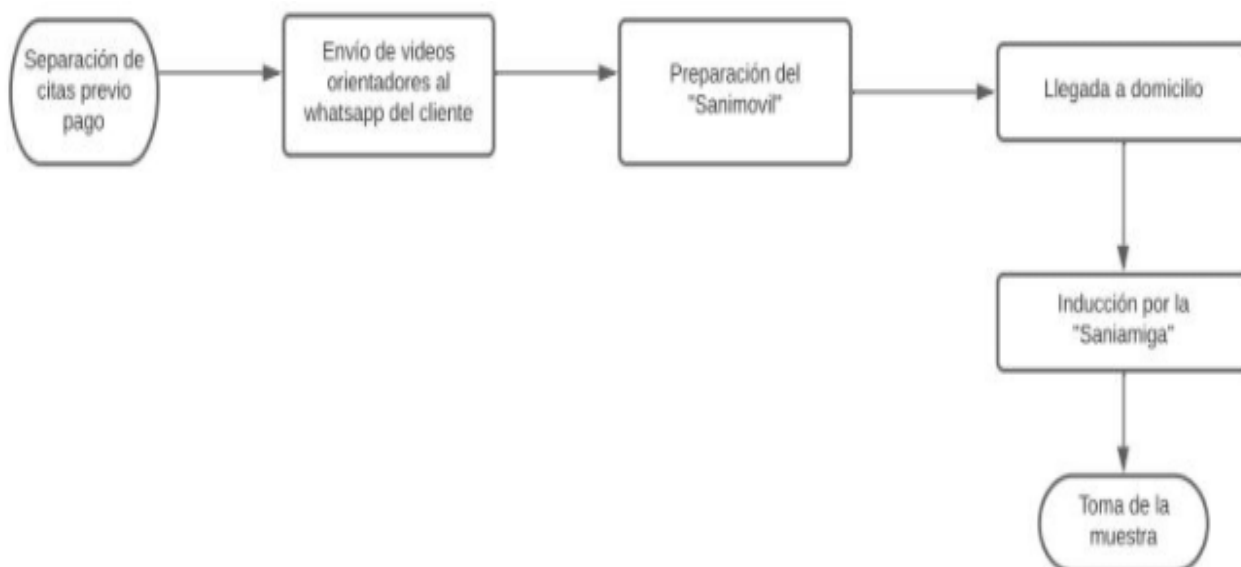 Separación de
citas previo
pago
Envío de videos
orientadores al
whatsapp del cliente
Preparación del
"Sanimovil"
Llegada a domicilio
Inducción por la
"Saniamiga"
Toma de la
muestra